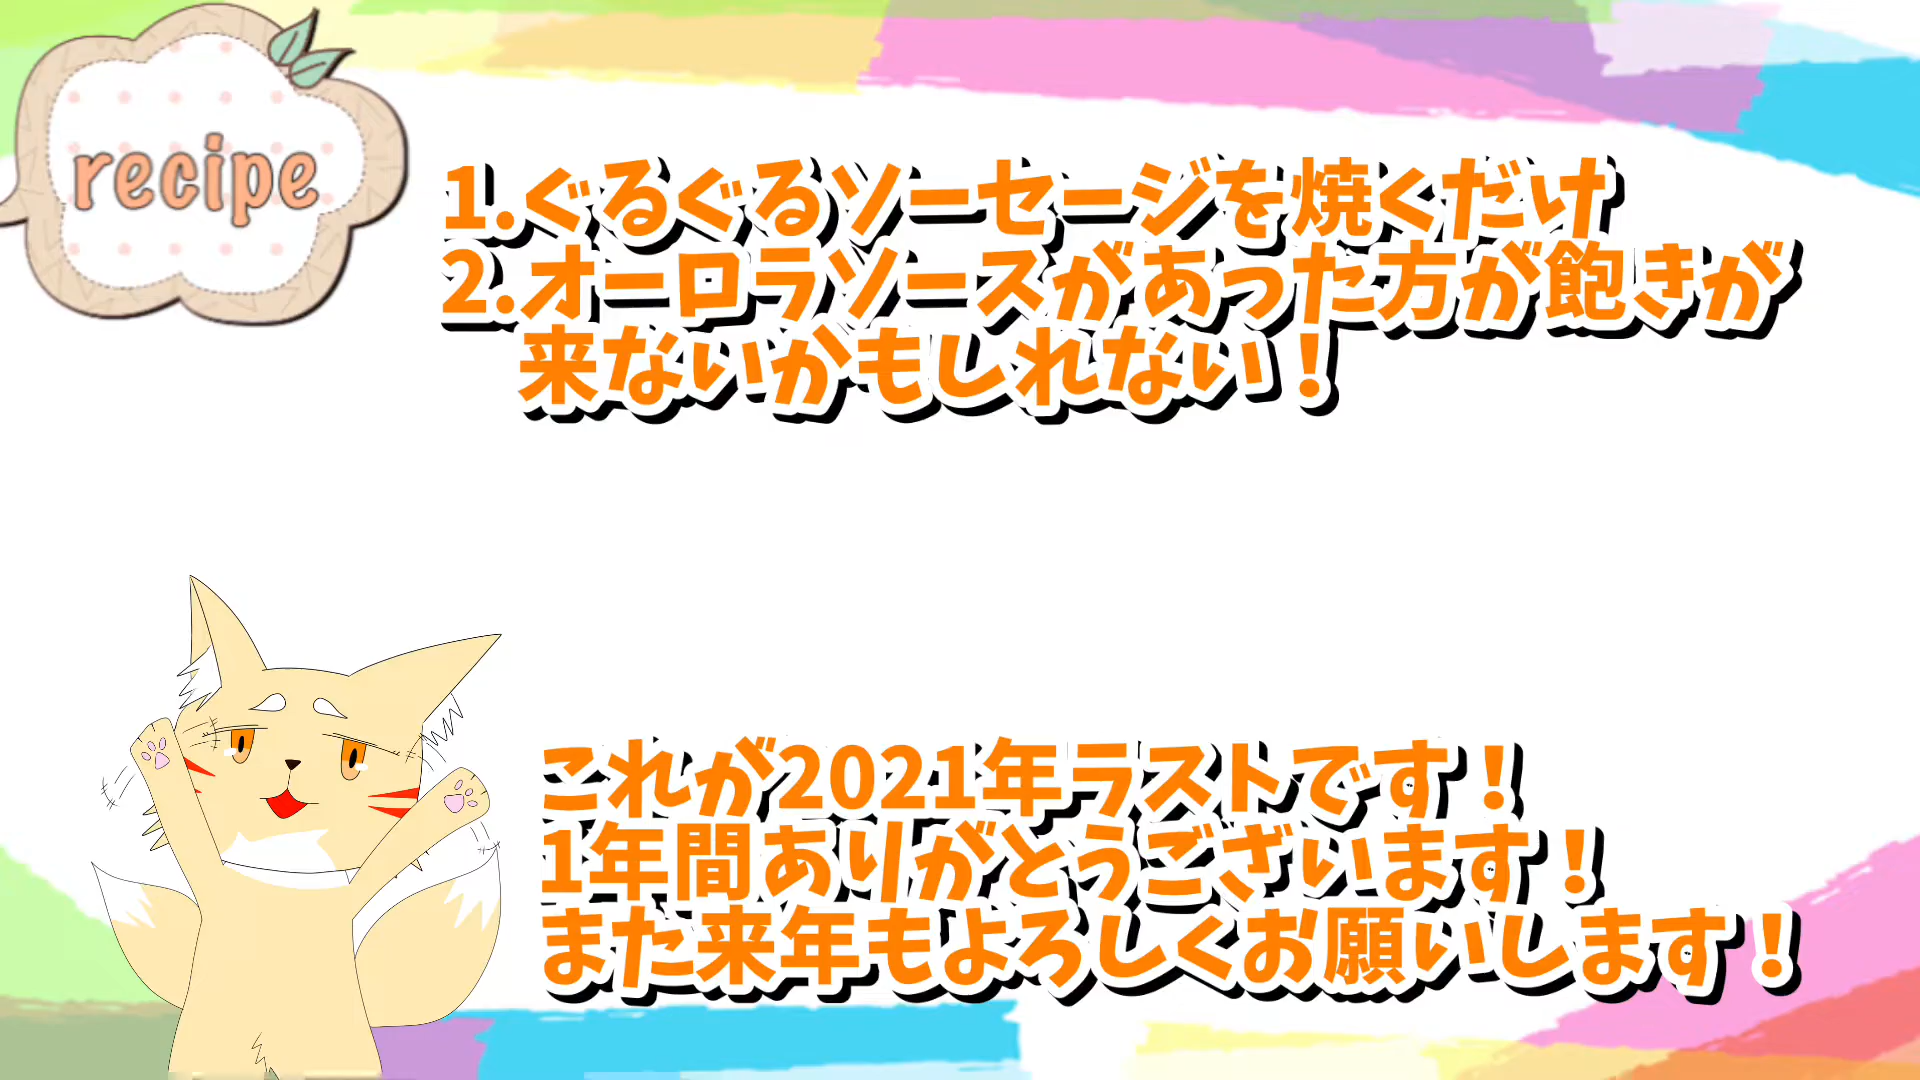 recipe
1.ぐるぐるソーセージを焼くだけ
2.オーロラソースがあった方が飽きが
来ないかもしれない！
これが2021年ラストです！
1年間ありがとうございます！
また来年もよろしくお願いします！